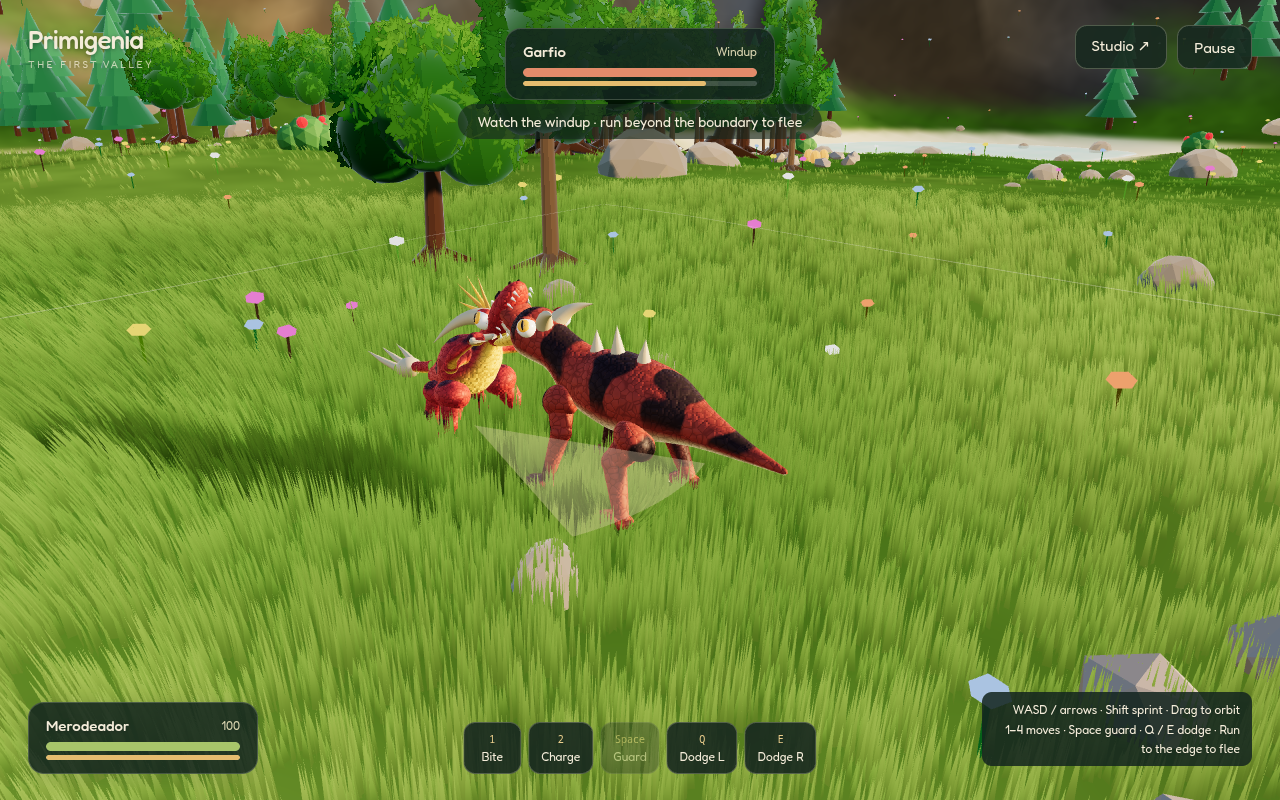 Primigenia
THE FIRST VALLEY
Garfio
Windup
Watch the windup · run beyond the boundary to flee
Studio ↗
Pause
Merodeador
100
1
Bite
2
Charge
Space
Guard
Q
Dodge L
E
Dodge R
WASD / arrows · Shift sprint · Drag to orbit
1–4 moves · Space guard · Q / E dodge · Run
to the edge to flee